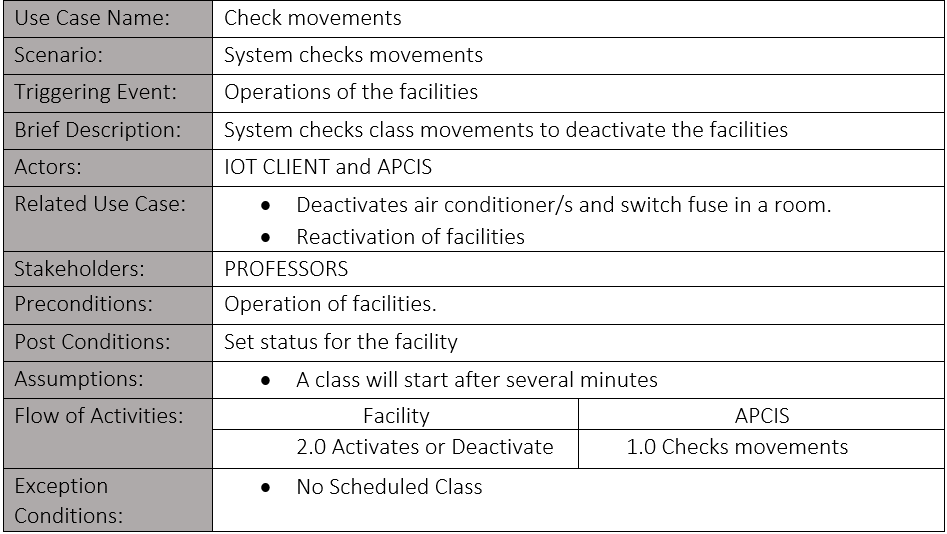 Use Case Name: Check movements
Scenario: System checks movements
Triggering Event: Operations of the facilities
Brief Description: System checks class movements to deactivate the facilities
Actors: IOT CLIENT and APCIS
Related Use Case: • Deactivates air conditioner/s and switch fuse in a room.
• Reactivation of facilities
Stakeholders: PROFESSORS
Preconditions: Operation of facilities.
Post Conditions: Set status for the facility
Assumptions: • A class will start after several minutes
Flow of Activities: Facility APCIS
2.0 Activates or Deactivate 1.0 Checks movements
Exception • No Scheduled Class
Conditions: